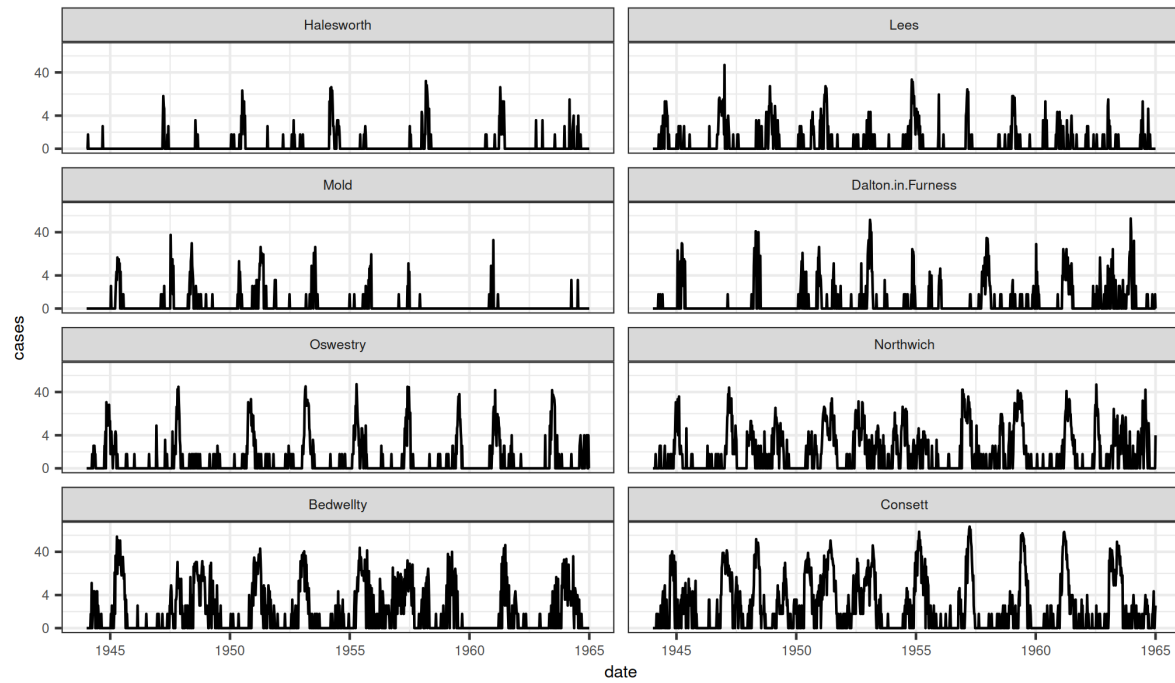 Halesworth
Lees
40
4
0
Mold
Dalton.in.Furness
40
4
0
cases
Oswestry
Northwich
40
4
0
Bedwellty
Consett
40
4
0
1945 1950 1955 1960 1965
1945 1950 1955 1960 1965
date